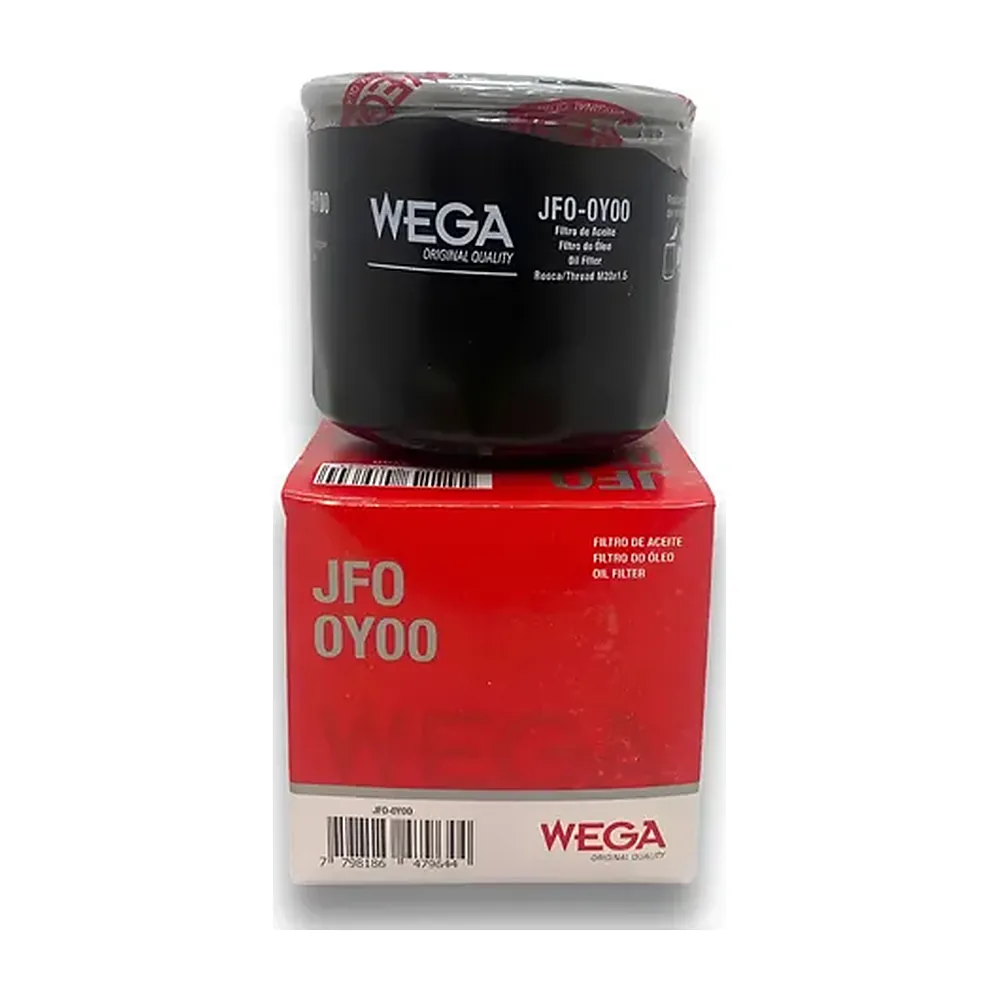 WEGA
ORIGINAL QUALITY
JFO-0Y00
Filtro de Aceite
Filtro do Óleo
Oil Filter
Rosca/Thread M20x1.5
JFO
FILTRO DE ACEITE
FILTRO DO ÓLEO
OIL FILTER
JFO
0Y00
WEGA
JFO-0Y00
7 798186 479644
WEGA
ORIGINAL QUALITY